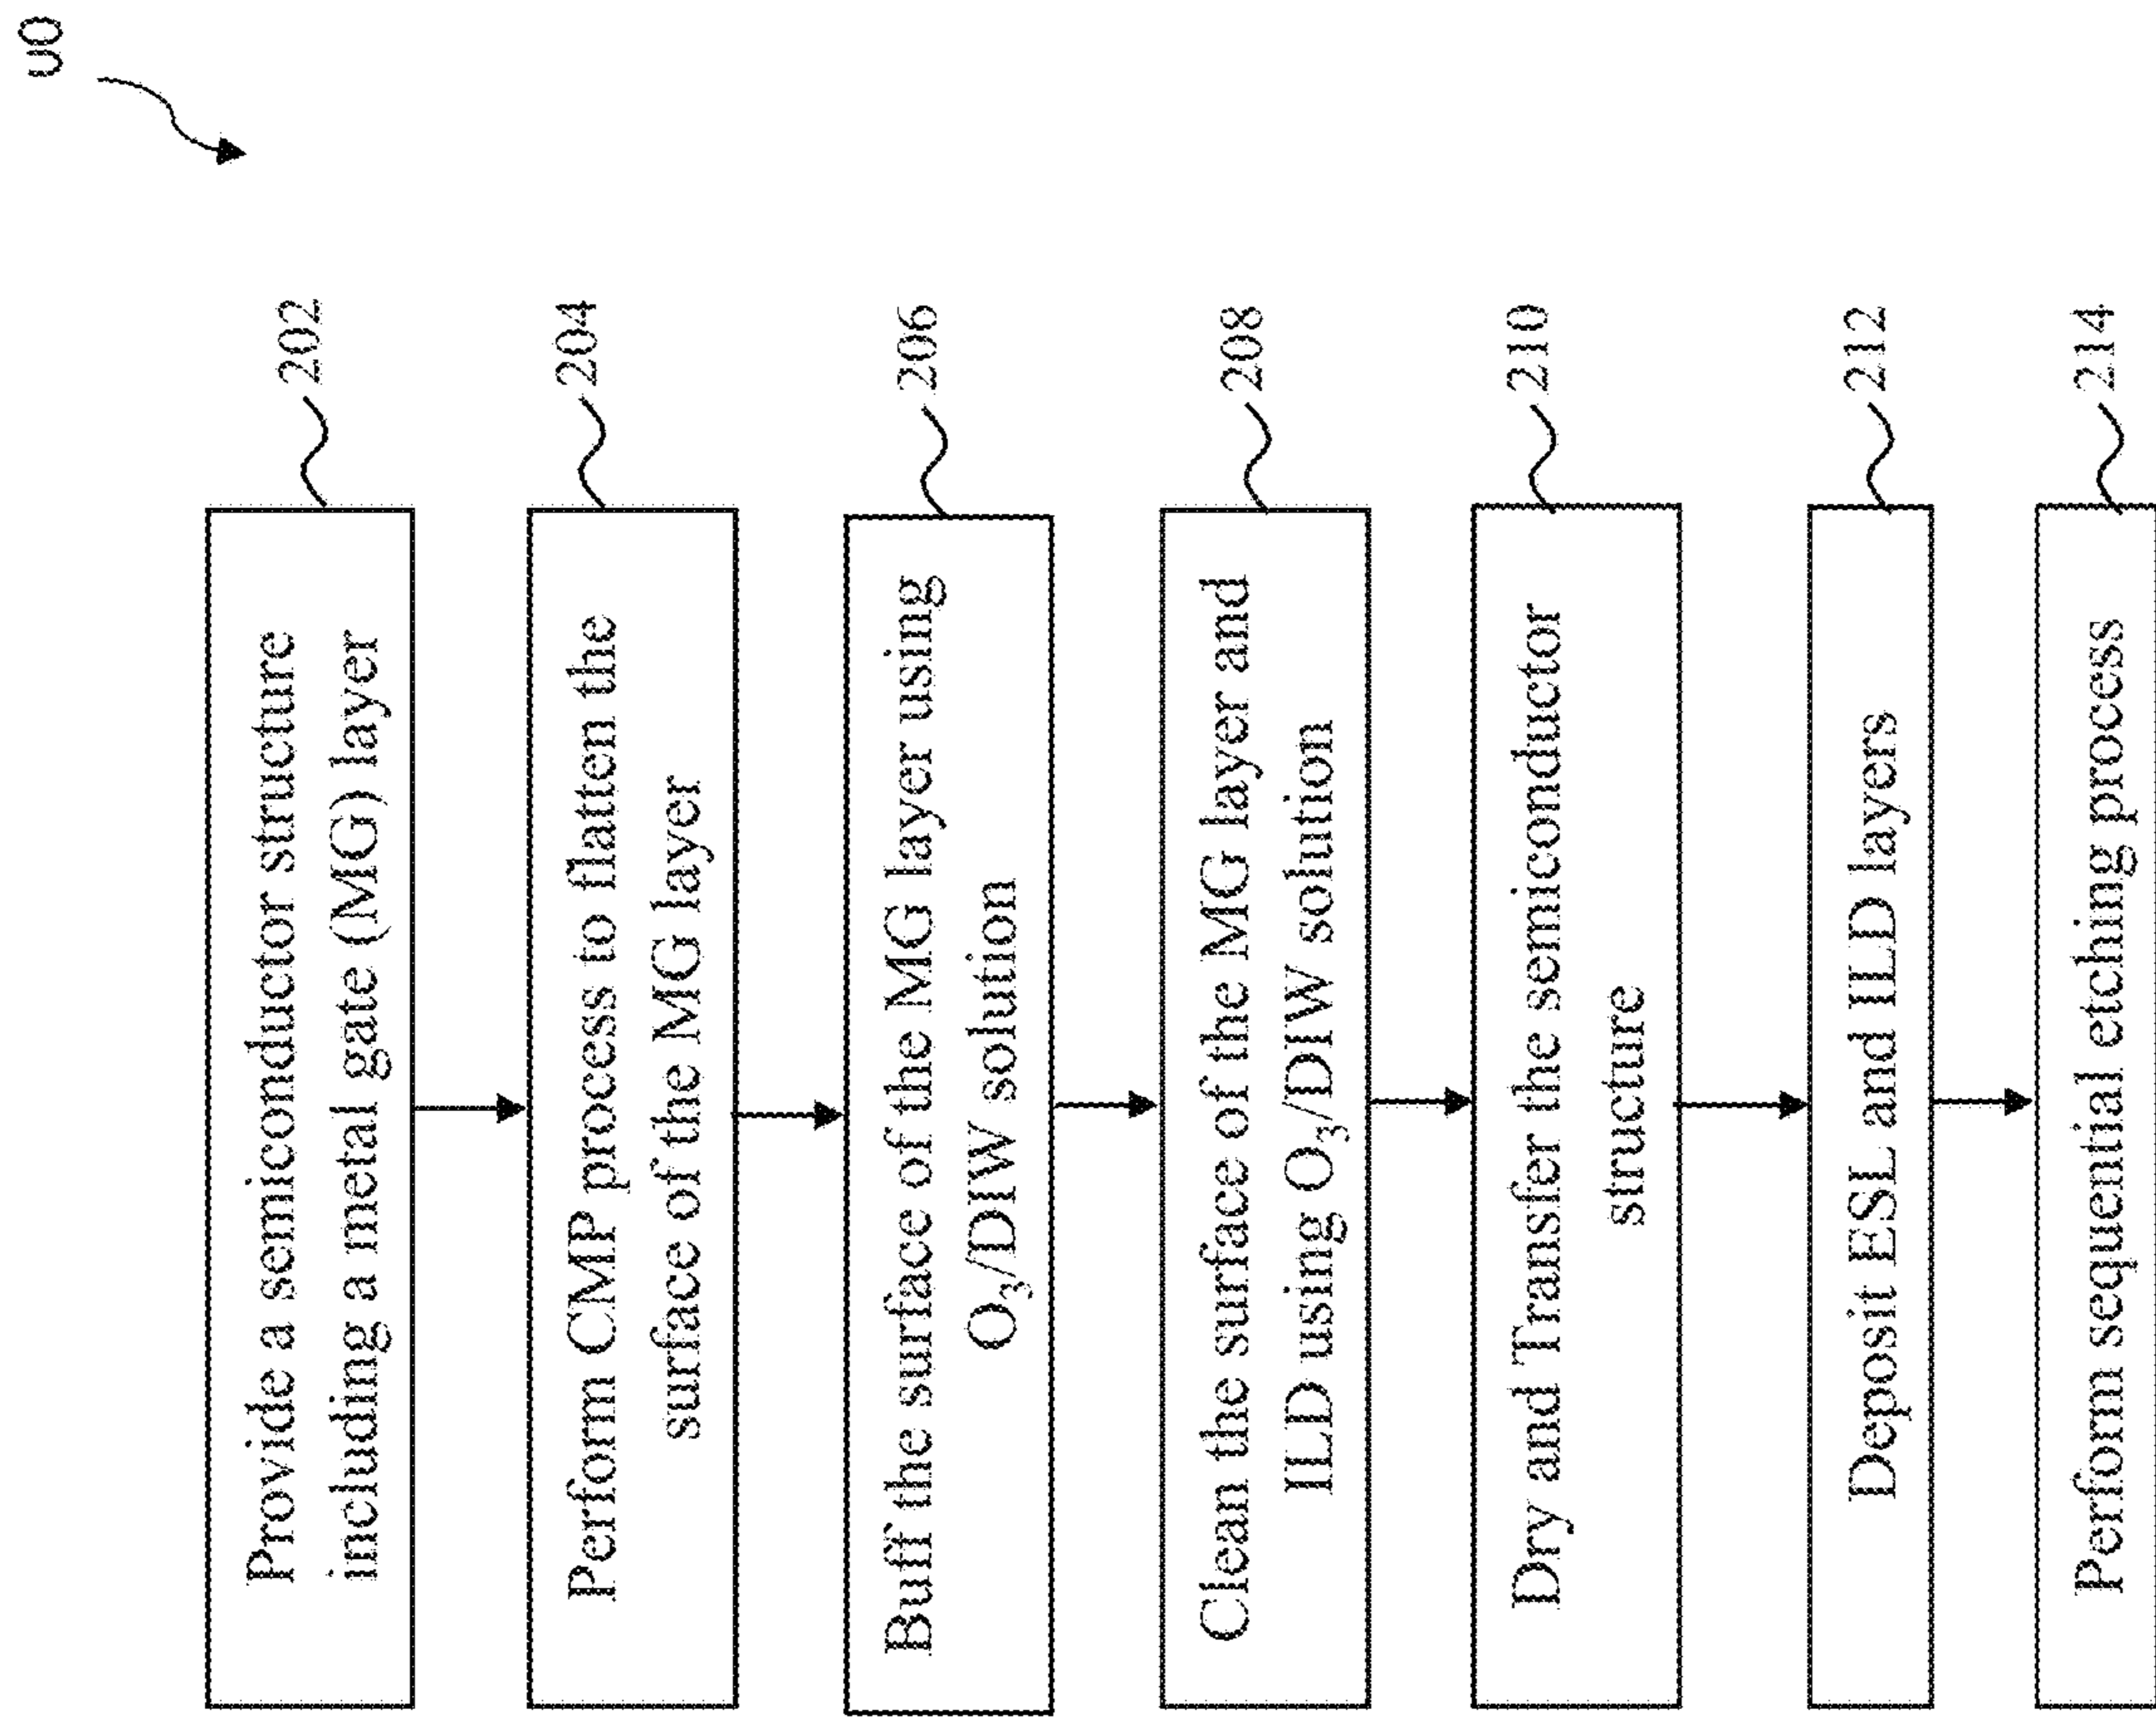 Provide a semiconductor structure
including a metal gate (MG) layer
202
Perform CMP process to flatten the
surface of the MG layer
204
Buff the surface of the MG layer using
O₃/DIW solution
206
Clean the surface of the MG layer and
ILD using O₃/DIW solution
208
Dry and Transfer the semiconductor
structure
210
Deposit ESL and ILD layers
212
Perform sequential etching process
214